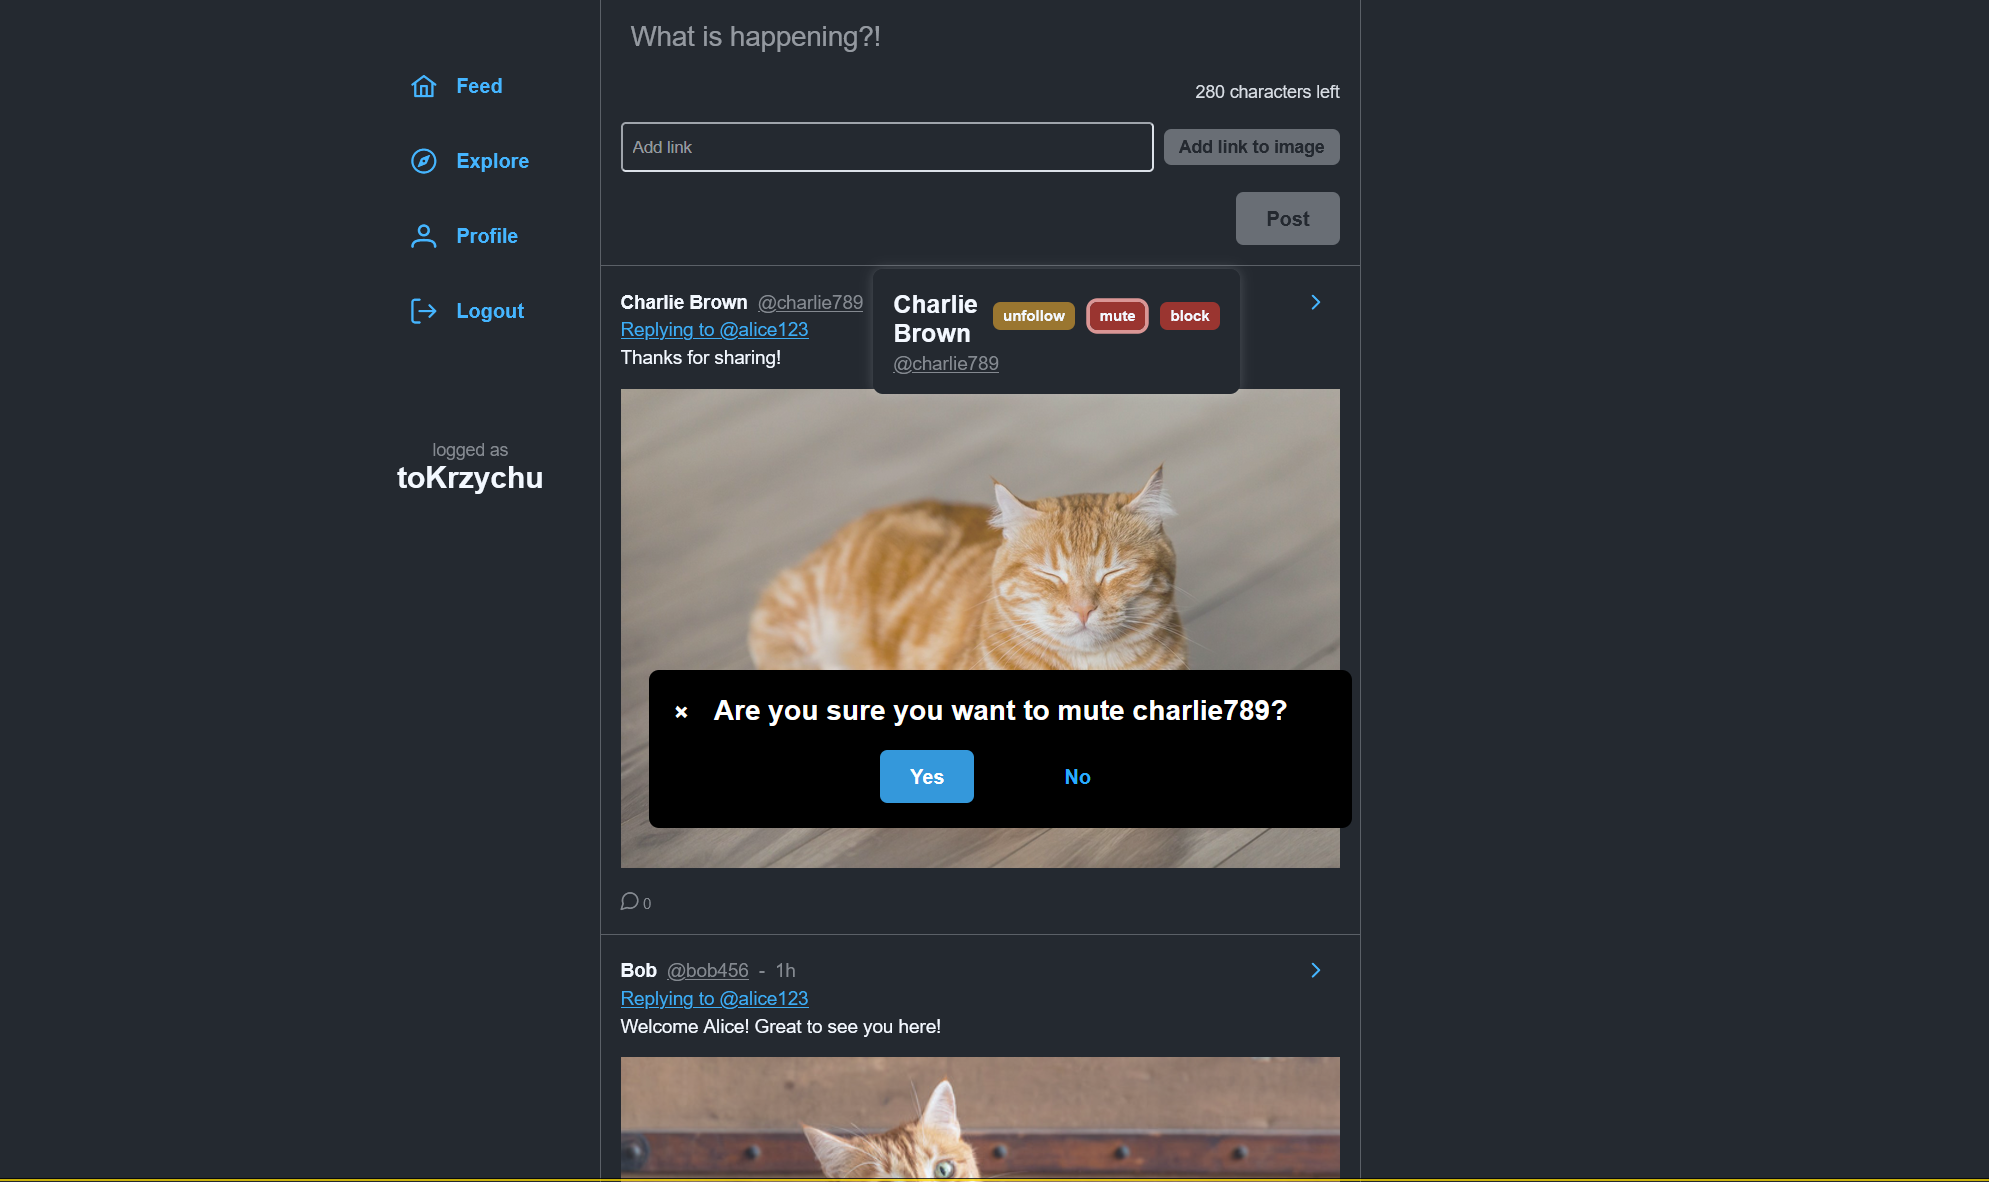 What is happening?!
280 characters left
Add link
Add link to image
Post
Feed
Explore
Profile
Logout
logged as
toKrzychu
Charlie Brown @charlie789
Replying to @alice123
Thanks for sharing!
Charlie
Brown
@charlie789
unfollow
mute
block
× Are you sure you want to mute charlie789?
Yes
No
0
Bob @bob456 - 1h
Replying to @alice123
Welcome Alice! Great to see you here!